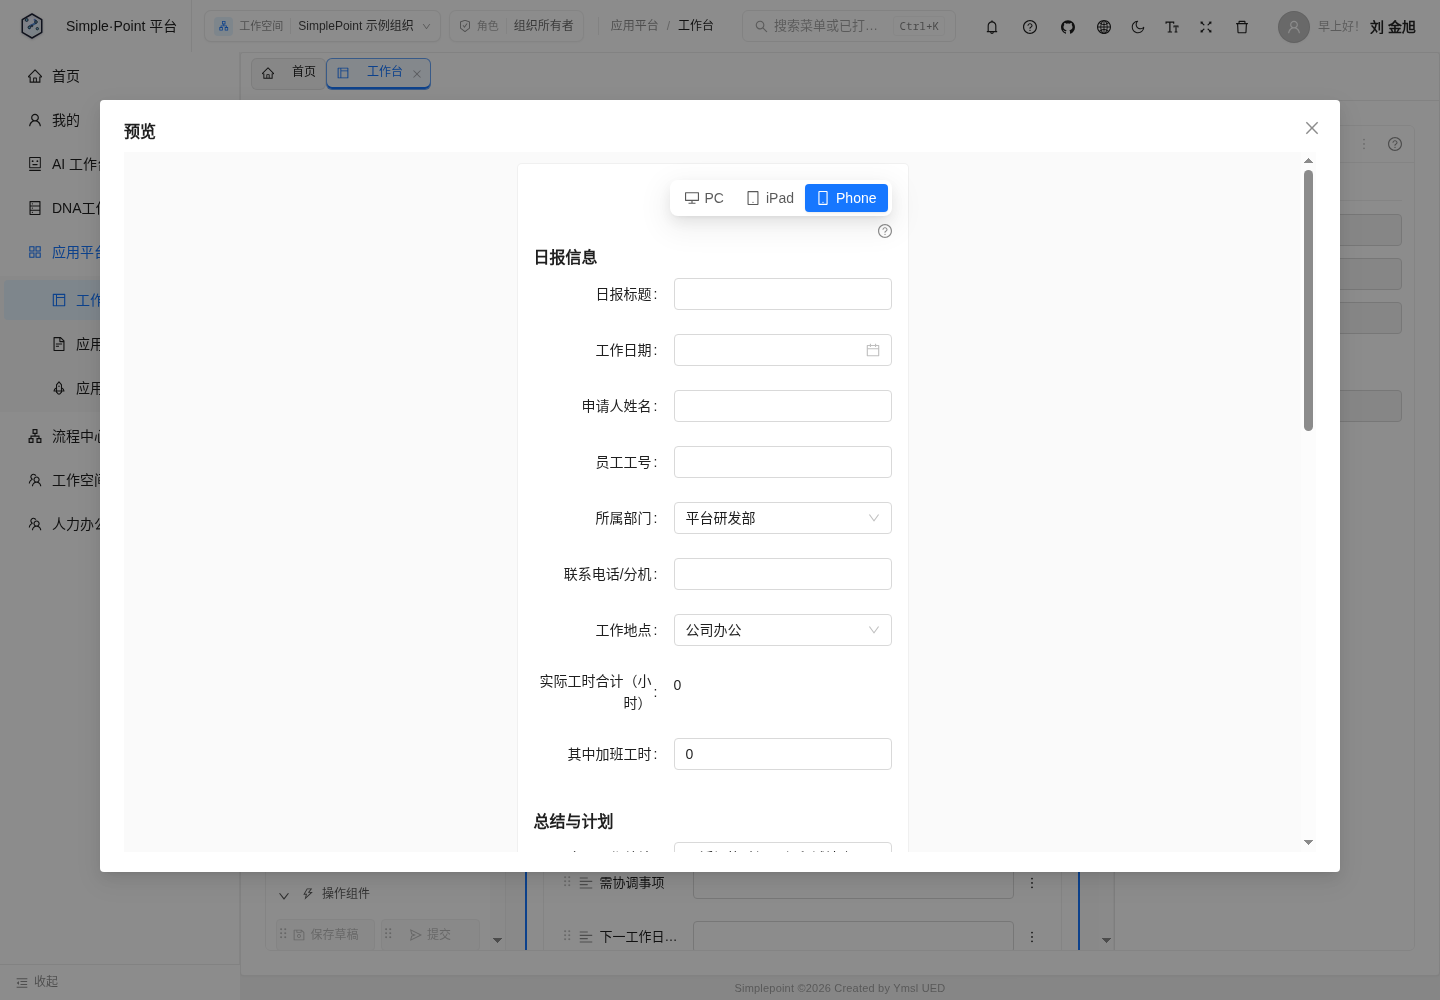 Simple·Point 平台
工作空间
SimplePoint 示例组织
角色
组织所有者
应用平台 / 工作台
搜索菜单或已打…
Ctrl+K
早上好！
刘 金旭
首页
我的
AI 工作
DNA工
应用平台
工作
应用
应用
流程中心
工作空间
人力办公
收起
首页
工作台
预览
PC
iPad
Phone
日报信息
日报标题:
工作日期:
申请人姓名:
员工工号:
所属部门:
平台研发部
联系电话/分机:
工作地点:
公司办公
实际工时合计（小
时）:
0
其中加班工时:
0
总结与计划
操作组件
保存草稿
提交
需协调事项
下一工作日…
Simplepoint ©2026 Created by Ymsl UED